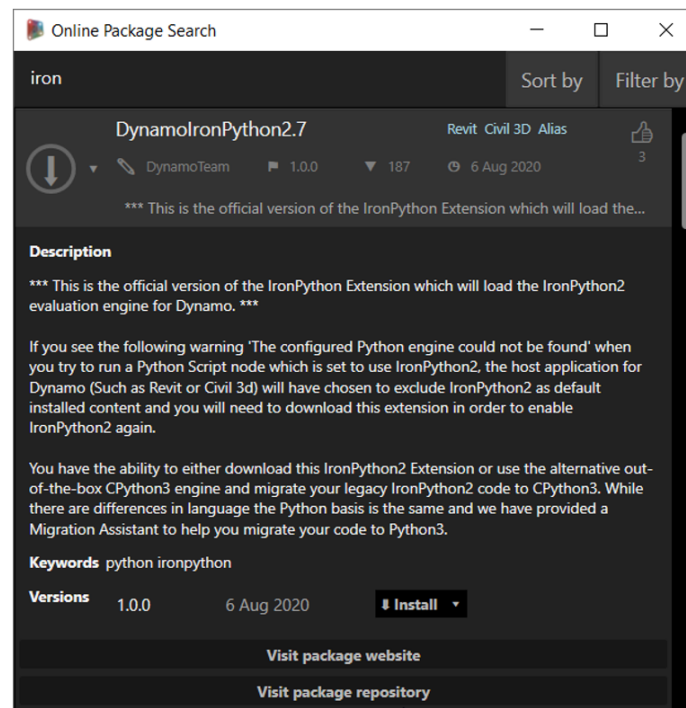 Online Package Search
iron
Sort by
Filter by
DynamoIronPython2.7
Revit Civil 3D Alias
DynamoTeam
1.0.0
187
6 Aug 2020
3
*** This is the official version of the IronPython Extension which will load the...
Description
*** This is the official version of the IronPython Extension which will load the IronPython2
evaluation engine for Dynamo. ***
If you see the following warning 'The configured Python engine could not be found' when
you try to run a Python Script node which is set to use IronPython2, the host application for
Dynamo (Such as Revit or Civil 3d) will have chosen to exclude IronPython2 as default
installed content and you will need to download this extension in order to enable
IronPython2 again.
You have the ability to either download this IronPython2 Extension or use the alternative out-
of-the-box CPython3 engine and migrate your legacy IronPython2 code to CPython3. While
there are differences in language the Python basis is the same and we have provided a
Migration Assistant to help you migrate your code to Python3.
Keywords python ironpython
Versions
1.0.0
6 Aug 2020
Install
Visit package website
Visit package repository